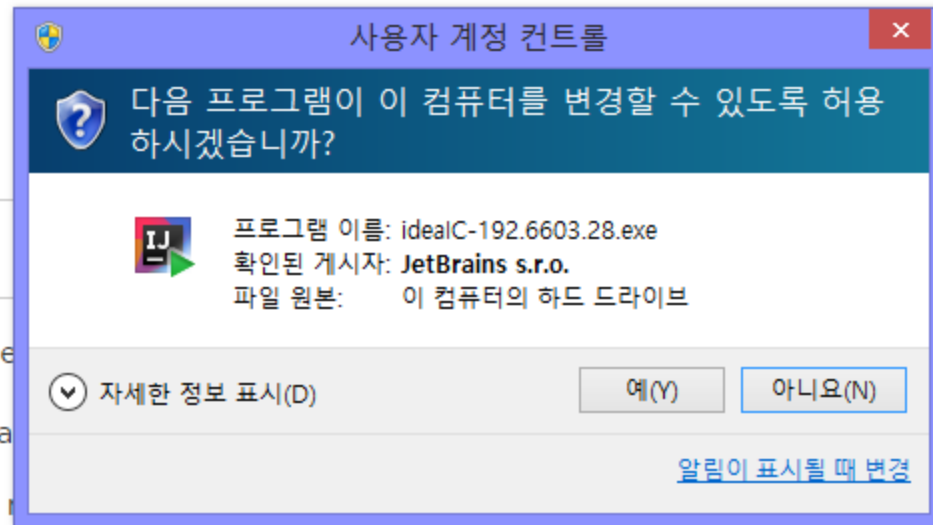 사용자 계정 컨트롤
다음 프로그램이 이 컴퓨터를 변경할 수 있도록 허용
하시겠습니까?
IJ
프로그램 이름: ideaIC-192.6603.28.exe
확인된 게시자: JetBrains s.r.o.
파일 원본: 이 컴퓨터의 하드 드라이브
자세한 정보 표시(D)
예(Y)
아니요(N)
알림이 표시될 때 변경